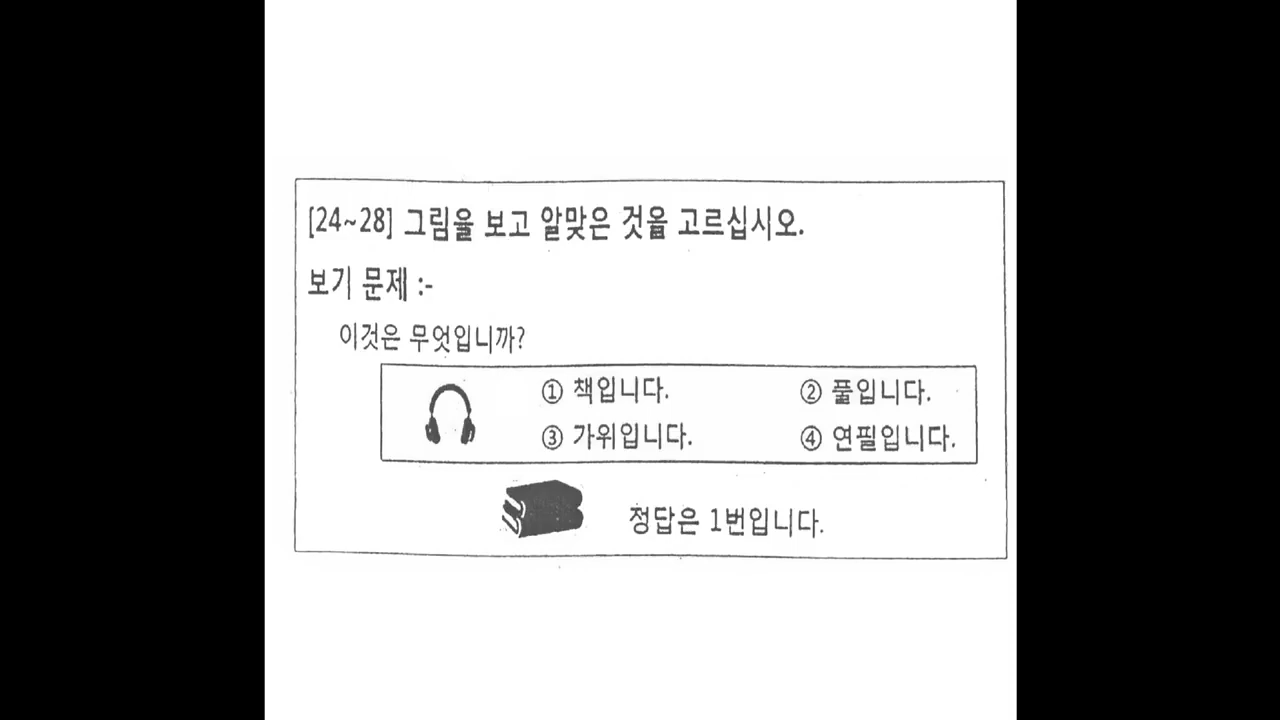 [24~28] 그림을 보고 알맞은 것을 고르십시오.
보기 문제 :-
이것은 무엇입니까?
① 책입니다. ② 풀입니다.
③ 가위입니다. ④ 연필입니다.
정답은 1번입니다.